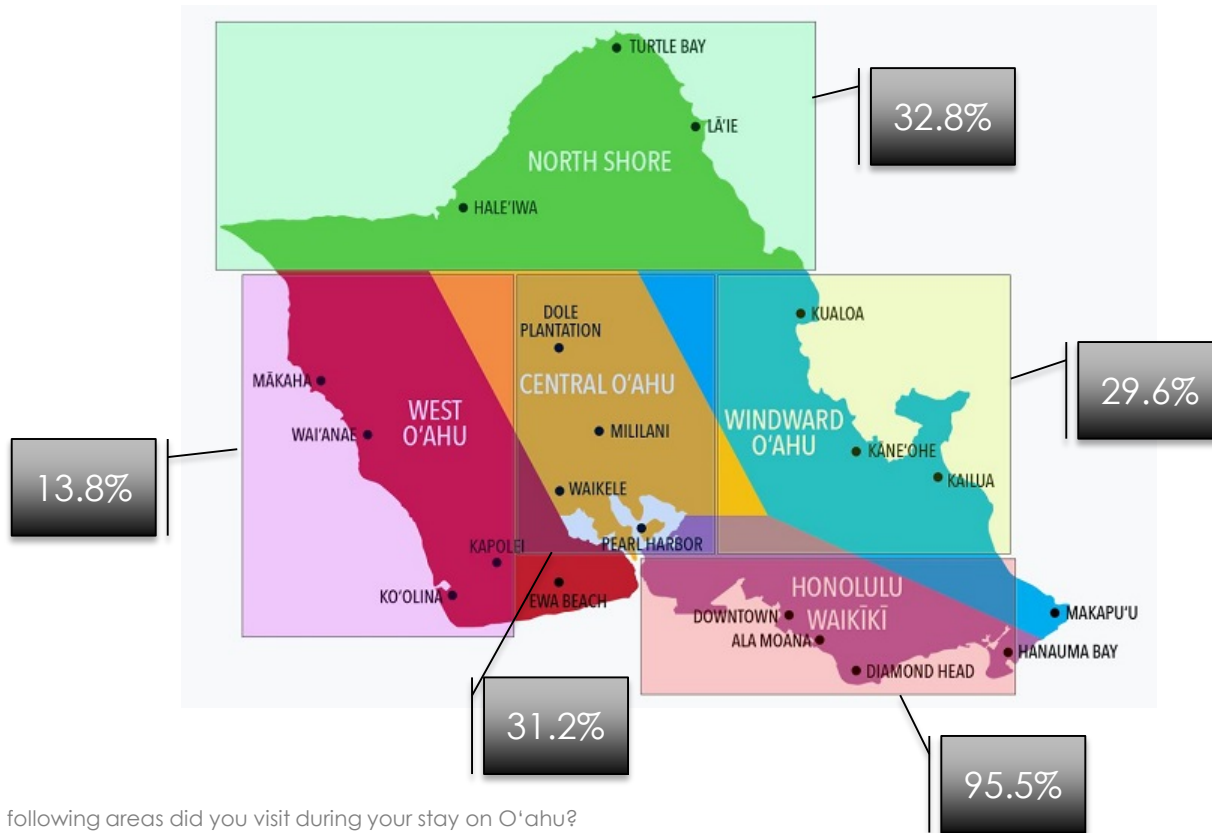 TURTLE BAY
32.8%
LĀ'IE
NORTH SHORE
HALE'IWA
KUALOA
DOLE
PLANTATION
CENTRAL O'AHU
29.6%
MĀKAHA
WEST
O'AHU
WINDWARD
O'AHU
WAI'ANAE
MILILANI
KĀNE'OHE
KAILUA
13.8%
WAIKELE
PEARL HARBOR
KAPOLEI
KO'OLINA
EWA BEACH
HONOLULU
WAIKĪKĪ
DOWNTOWN
ALA MOANA
MAKAPU'U
HANAUMA BAY
DIAMOND HEAD
31.2%
95.5%
following areas did you visit during your stay on O‘ahu?